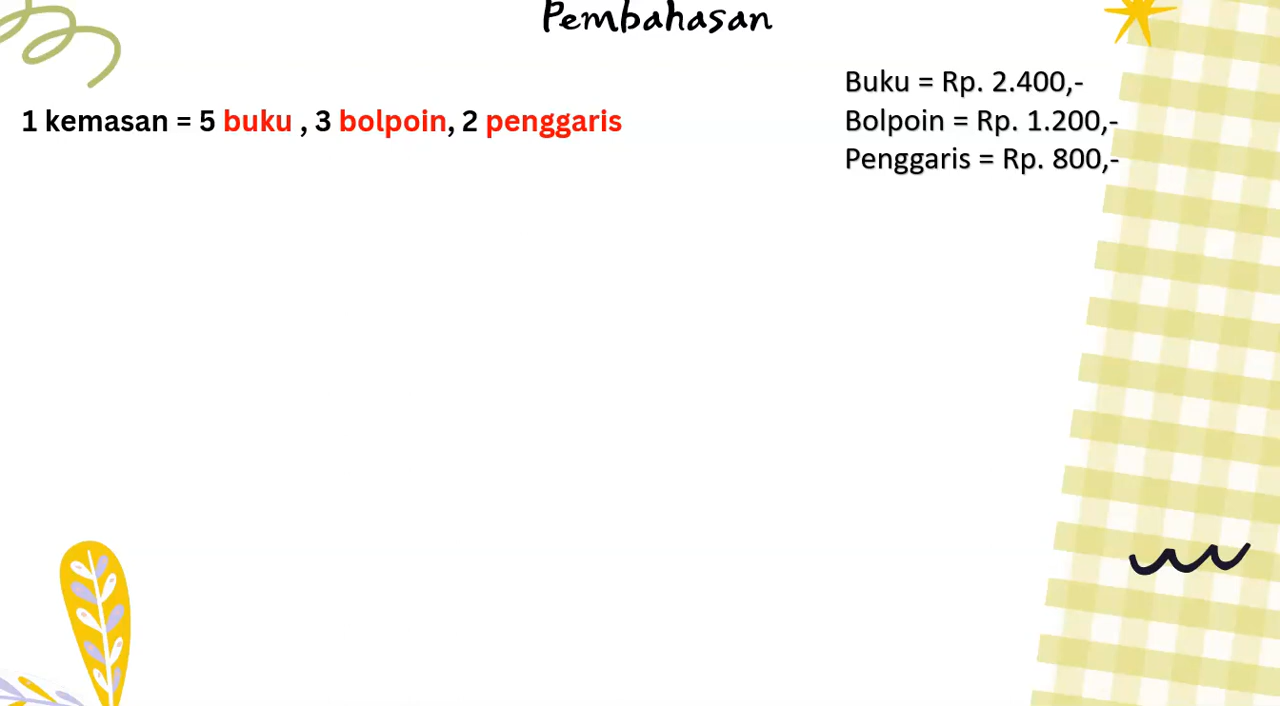 Pembahasan
1 kemasan = 5 buku , 3 bolpoin, 2 penggaris
Buku = Rp. 2.400,-
Bolpoin = Rp. 1.200,-
Penggaris = Rp. 800,-